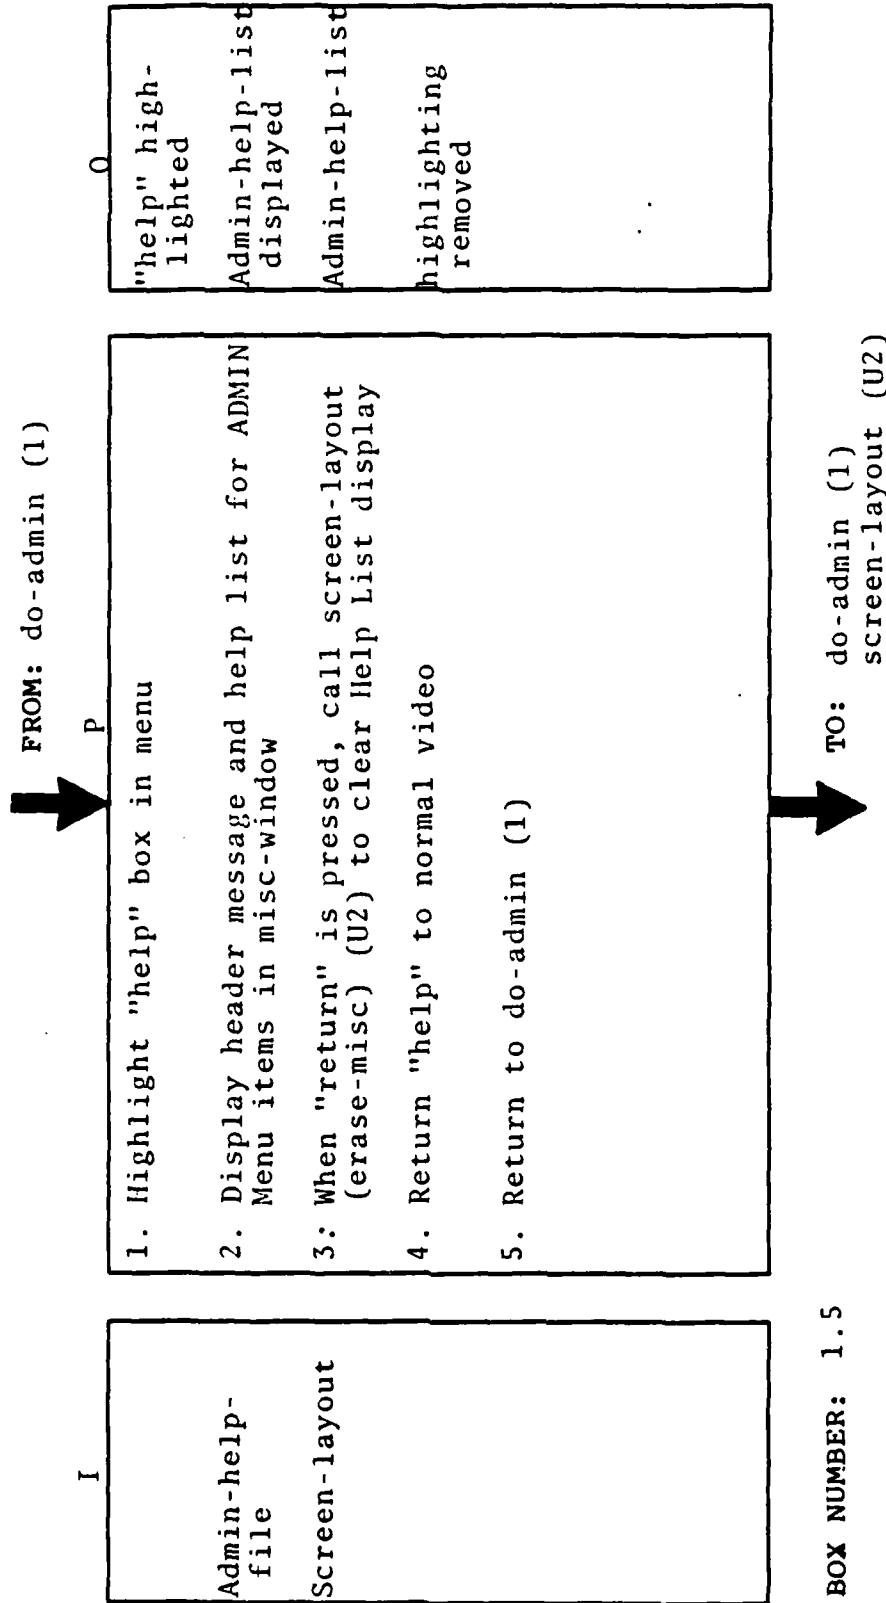 FROM: do-admin (1)
I
Admin-help-
file
Screen-layout
P
1. Highlight "help" box in menu
2. Display header message and help list for ADMIN
Menu items in misc-window
3. When "return" is pressed, call screen-layout
(erase-misc) (U2) to clear Help List display
4. Return "help" to normal video
5. Return to do-admin (1)
O
"help" high-
lighted
Admin-help-list
displayed
Admin-help-list
highlighting
removed
BOX NUMBER: 1.5
TO: do-admin (1)
screen-layout (U2)